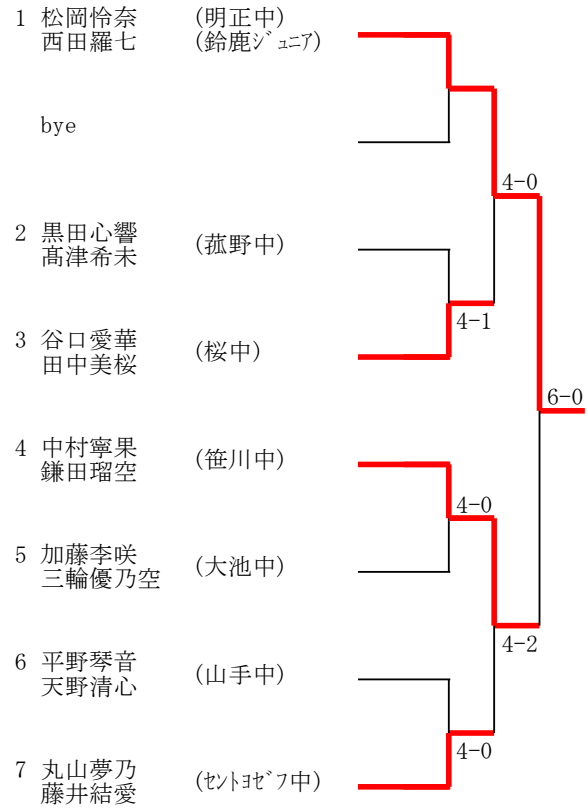 1 松岡怜奈 (明正中)
西田羅七 (鈴鹿ｼﾞｭﾆｱ)
bye
4-0
2 黒田心響 (菰野中)
髙津希未
4-1
3 谷口愛華 (桜中)
田中美桜
6-0
4 中村寧果 (笹川中)
鎌田瑠空
4-0
5 加藤李咲 (大池中)
三輪優乃空
4-2
6 平野琴音 (山手中)
天野清心
4-0
7 丸山夢乃 (ｾﾝﾄﾖｾﾞﾌ中)
藤井結愛